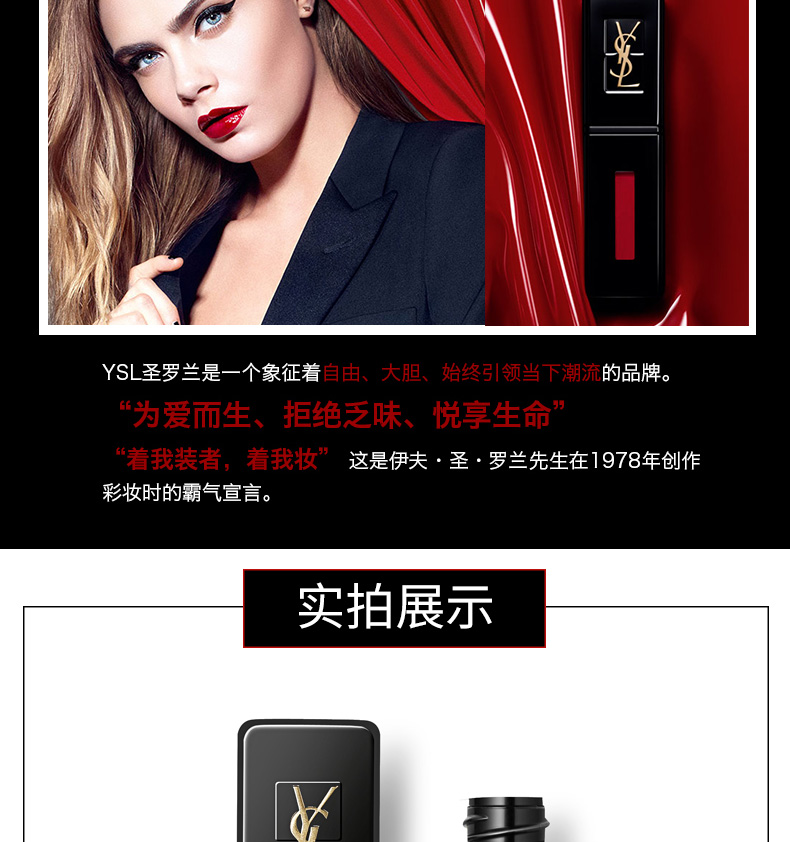 YSL
YSL圣罗兰是一个象征着自由、大胆、始终引领当下潮流的品牌。
“为爱而生、拒绝乏味、悦享生命”
“着我装者，着我妆” 这是伊夫·圣·罗兰先生在1978年创作
彩妆时的霸气宣言。
实拍展示
YSL